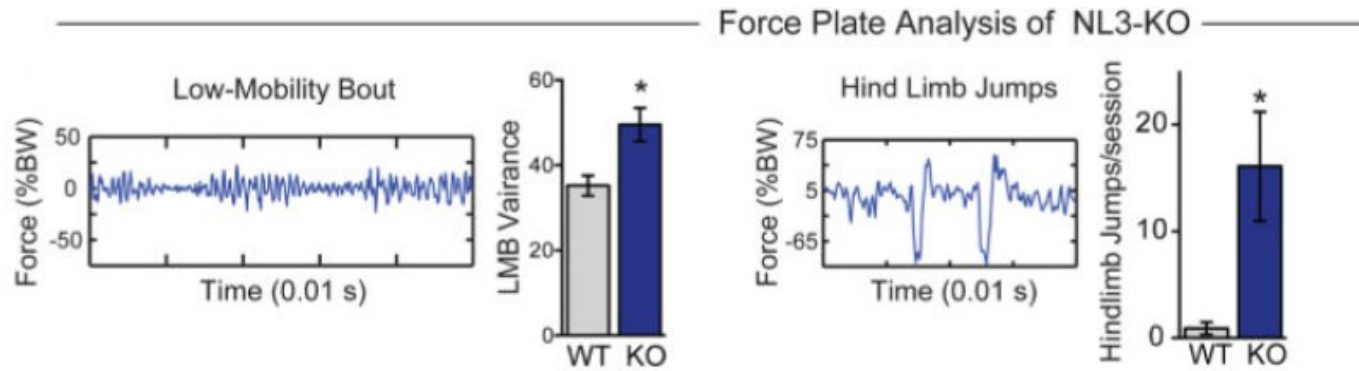 Force Plate Analysis of NL3-KO
Low-Mobility Bout
Force (%BW)
50
0
-50
Time (0.01 s)
LMB Vairance
60
40
20
0
*
WT KO
Hind Limb Jumps
Force (%BW)
75
5
-65
Time (0.01 s)
Hindlimb Jumps/session
20
10
0
*
WT KO